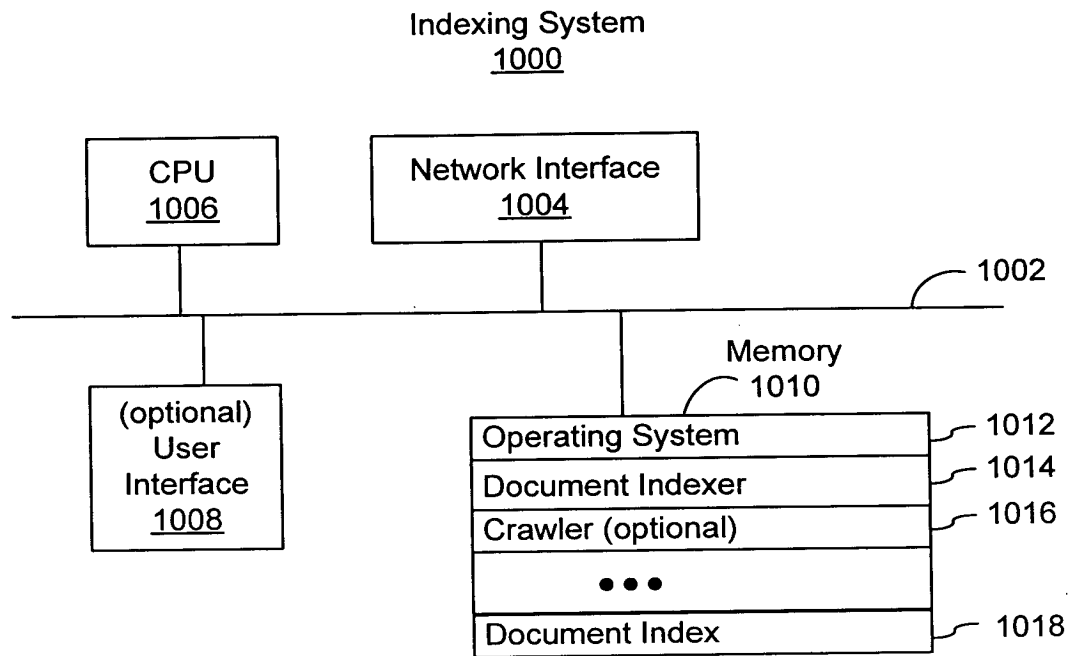 Indexing System
1000
CPU
1006
Network Interface
1004
1002
(optional)
User
Interface
1008
Memory
1010
Operating System
1012
Document Indexer
1014
Crawler (optional)
1016
•••
Document Index
1018